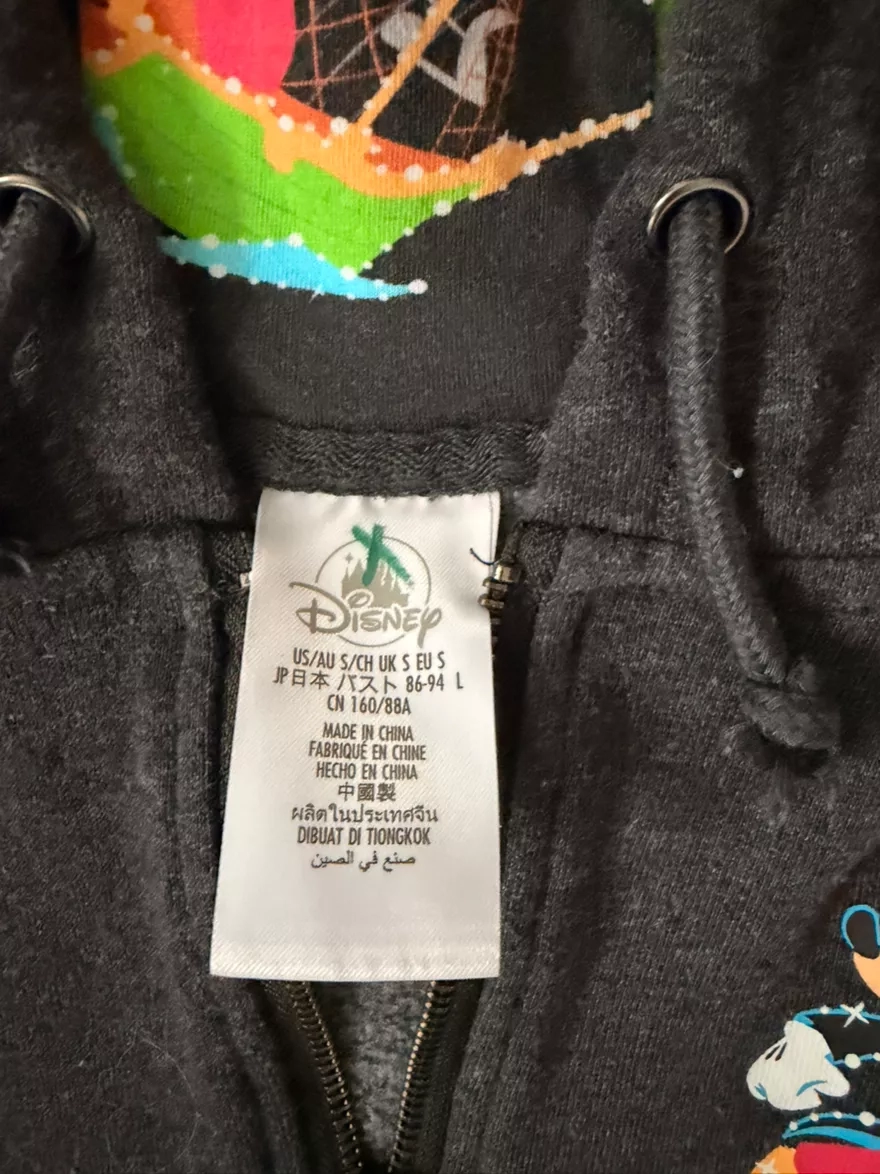 Disney
US/AU S/CH UK S EU S
JP日本 バスト 86-94 L
CN 160/88A
MADE IN CHINA
FABRIQUÉ EN CHINE
HECHO EN CHINA
中國製
ผลิตในประเทศจีน
DIBUAT DI TIONGKOK
صنع في الصين